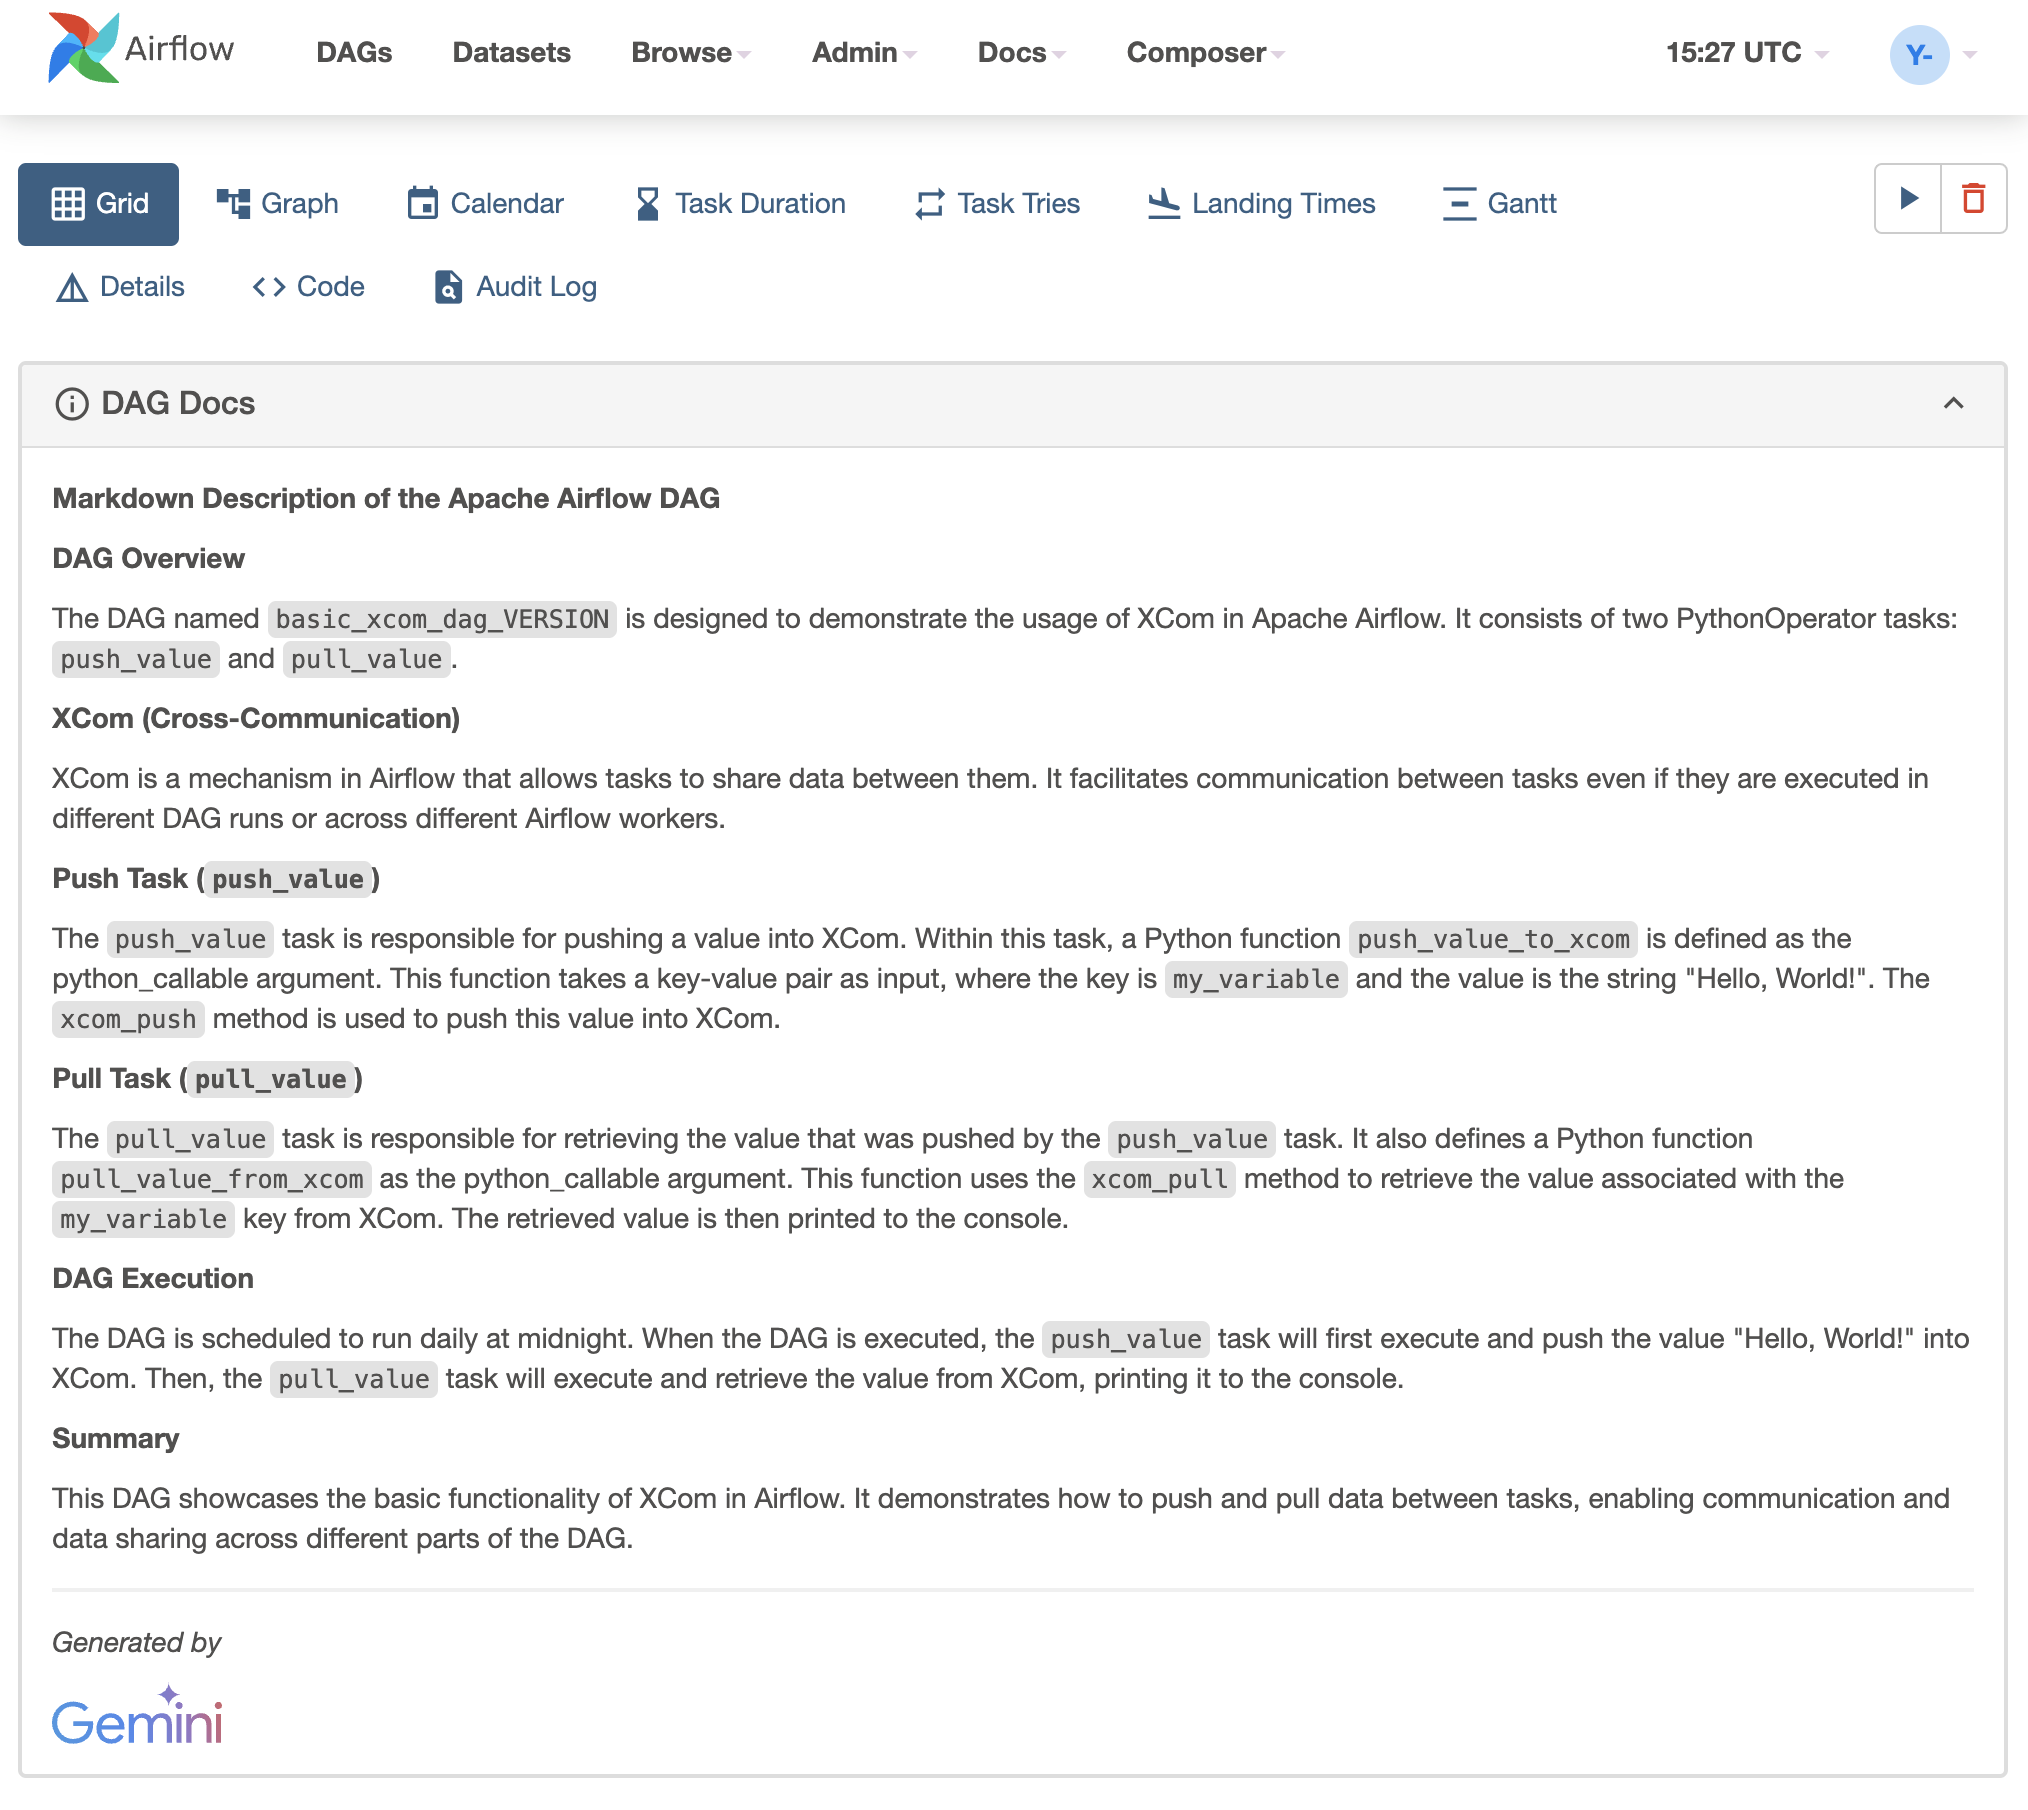 Airflow DAGs Datasets Browse Admin Docs Composer 15:27 UTC Y-
Grid Graph Calendar Task Duration Task Tries Landing Times Gantt
Details Code Audit Log
DAG Docs
Markdown Description of the Apache Airflow DAG
DAG Overview
The DAG named basic_xcom_dag_VERSION is designed to demonstrate the usage of XCom in Apache Airflow. It consists of two PythonOperator tasks:
push_value and pull_value.
XCom (Cross-Communication)
XCom is a mechanism in Airflow that allows tasks to share data between them. It facilitates communication between tasks even if they are executed in
different DAG runs or across different Airflow workers.
Push Task (push_value)
The push_value task is responsible for pushing a value into XCom. Within this task, a Python function push_value_to_xcom is defined as the
python_callable argument. This function takes a key-value pair as input, where the key is my_variable and the value is the string "Hello, World!". The
xcom_push method is used to push this value into XCom.
Pull Task (pull_value)
The pull_value task is responsible for retrieving the value that was pushed by the push_value task. It also defines a Python function
pull_value_from_xcom as the python_callable argument. This function uses the xcom_pull method to retrieve the value associated with the
my_variable key from XCom. The retrieved value is then printed to the console.
DAG Execution
The DAG is scheduled to run daily at midnight. When the DAG is executed, the push_value task will first execute and push the value "Hello, World!" into
XCom. Then, the pull_value task will execute and retrieve the value from XCom, printing it to the console.
Summary
This DAG showcases the basic functionality of XCom in Airflow. It demonstrates how to push and pull data between tasks, enabling communication and
data sharing across different parts of the DAG.
Generated by
Gemini